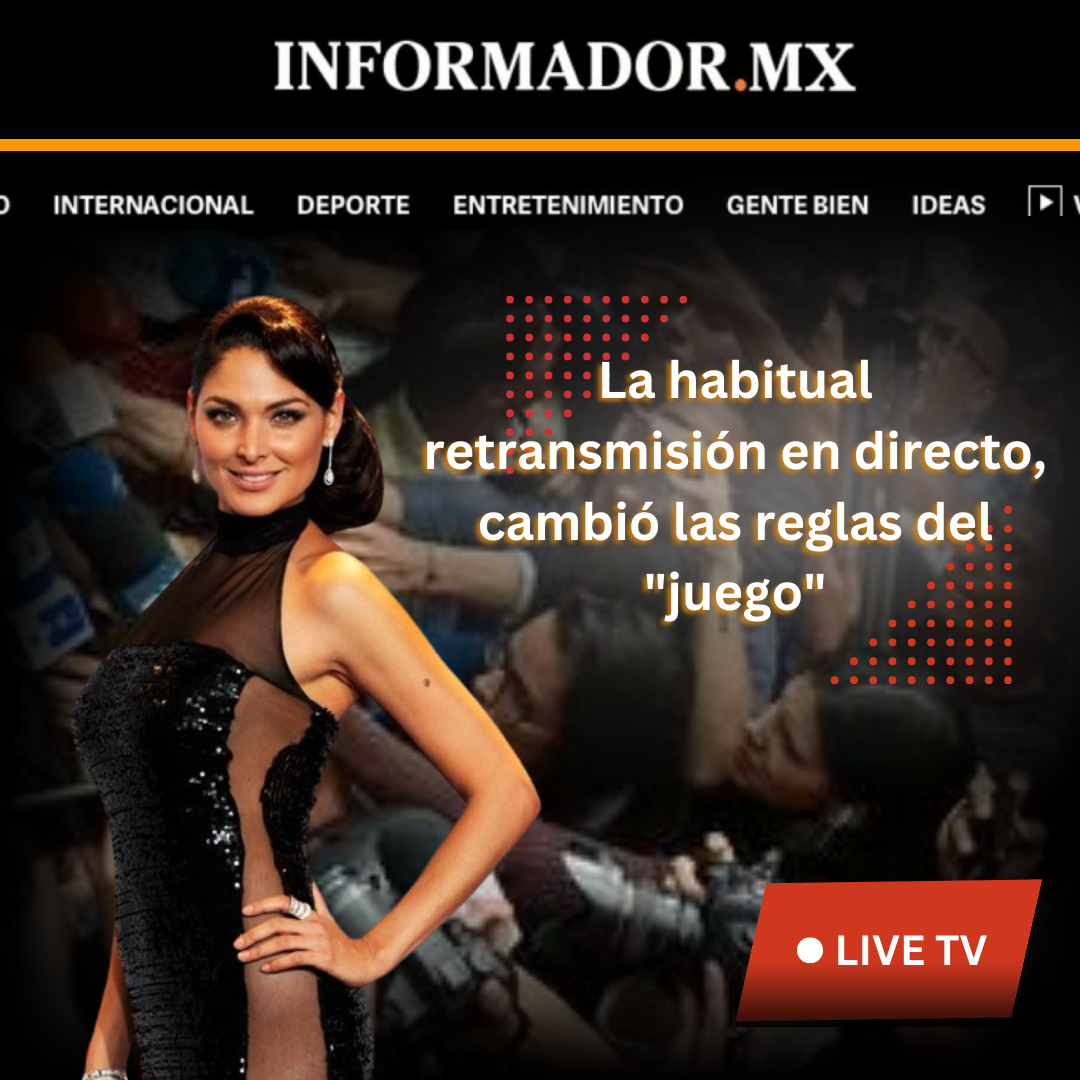 INFORMADOR.MX
INTERNACIONAL DEPORTE ENTRETENIMIENTO GENTE BIEN IDEAS
La habitual
retransmisión en directo,
cambió las reglas del
"juego"
LIVE TV